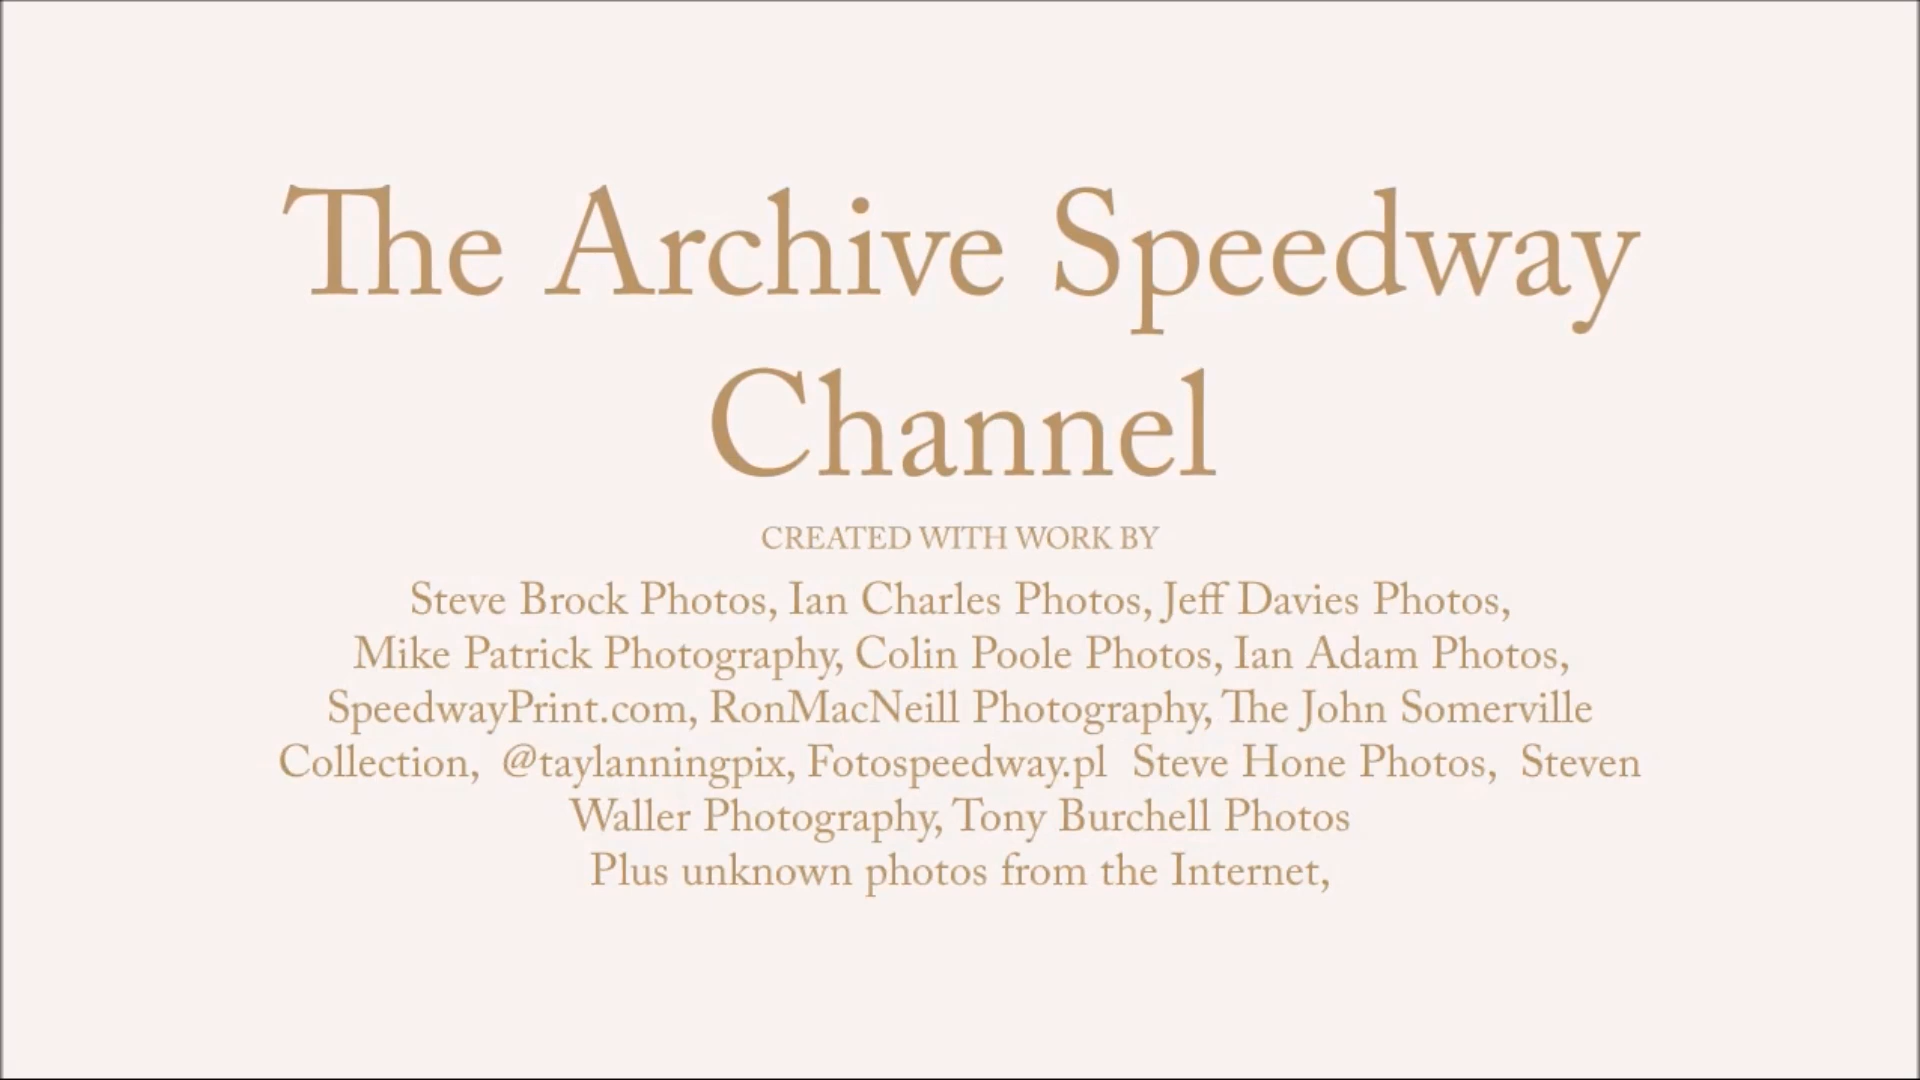 The Archive Speedway
Channel
CREATED WITH WORK BY
Steve Brock Photos, Ian Charles Photos, Jeff Davies Photos,
Mike Patrick Photography, Colin Poole Photos, Ian Adam Photos,
SpeedwayPrint.com, RonMacNeill Photography, The John Somerville
Collection,  @taylanningpix, Fotospeedway.pl  Steve Hone Photos,  Steven
Waller Photography, Tony Burchell Photos
Plus unknown photos from the Internet,